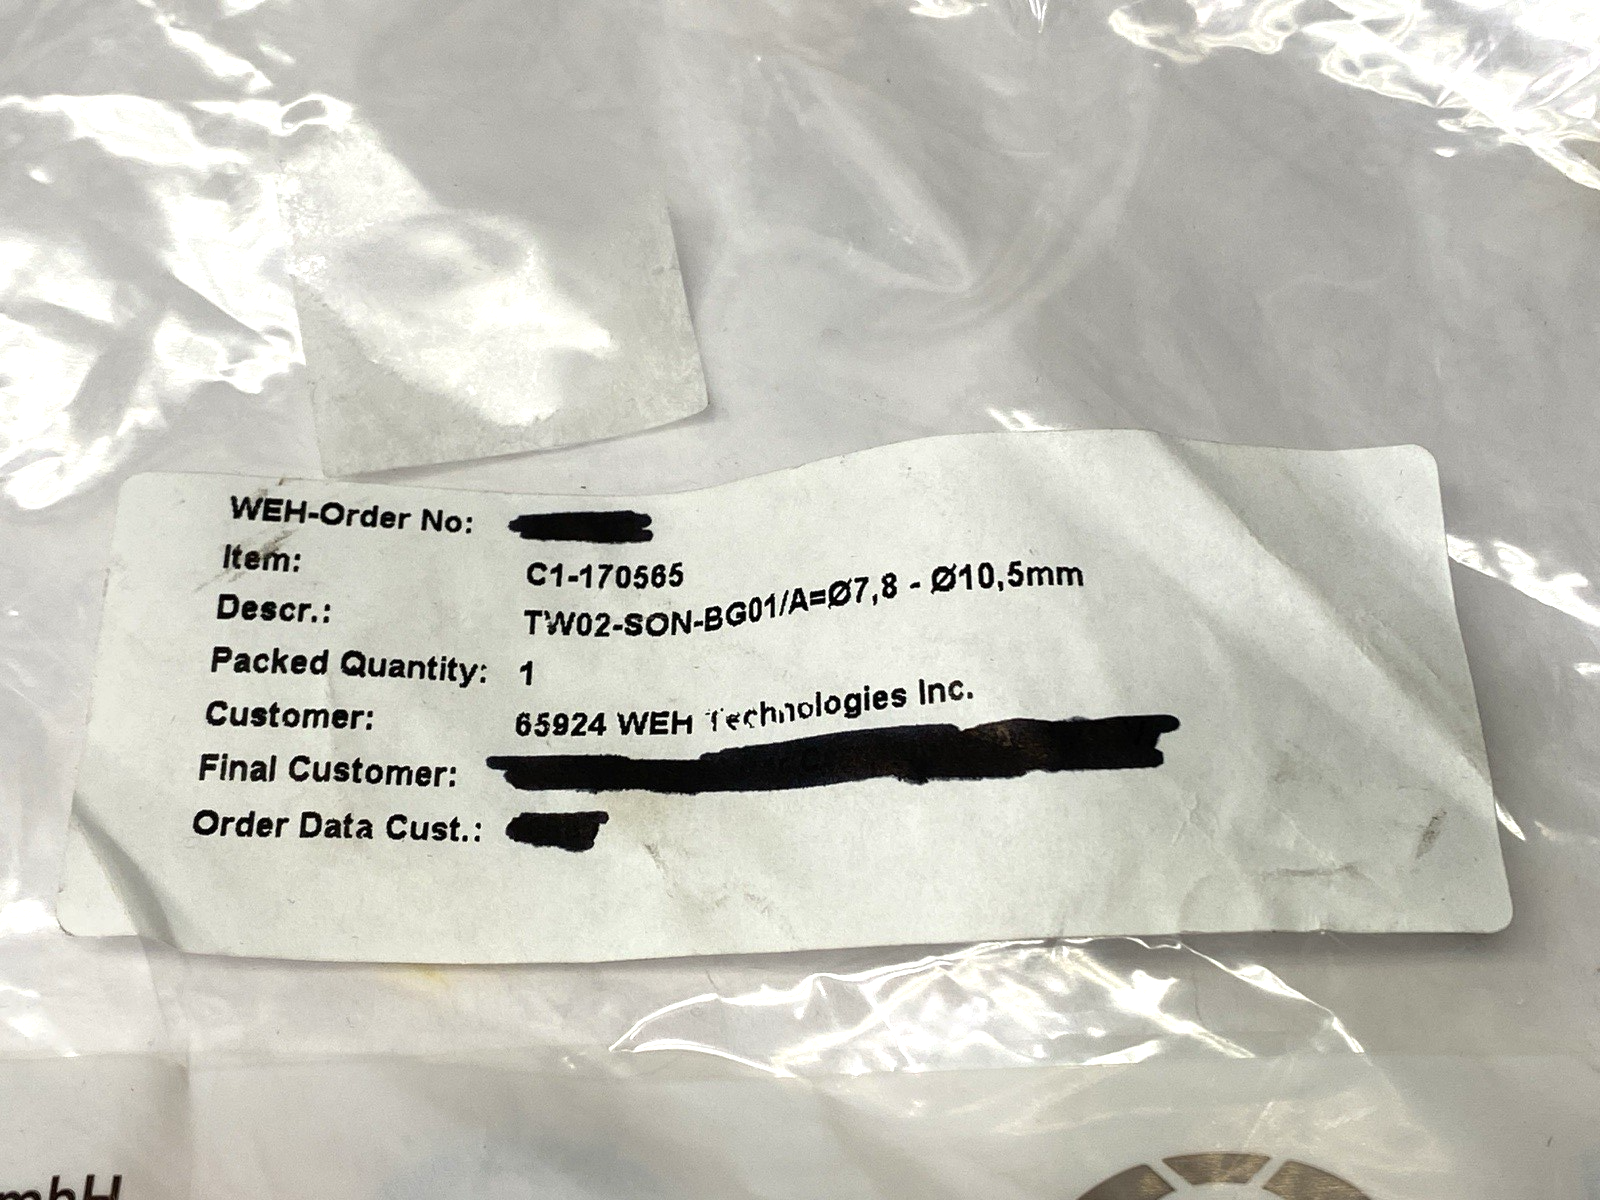 WEH-Order No:
Item: C1-170565
Descr.: TW02-SON-BG01/A=Ø7,8 - Ø10,5mm
Packed Quantity: 1
Customer: 65924 WEH Technologies Inc.
Final Customer:
Order Data Cust.:
mbH